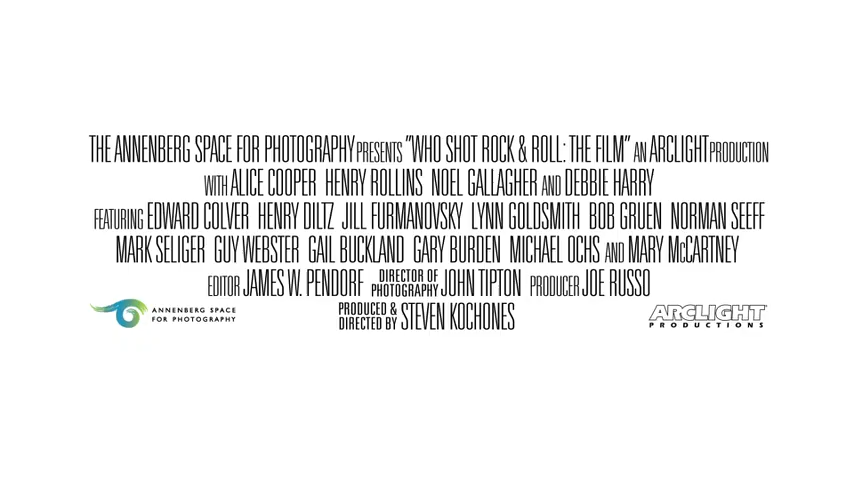 THE ANNENBERG SPACE FOR PHOTOGRAPHY PRESENTS "WHO SHOT ROCK & ROLL: THE FILM" AN ARCLIGHT PRODUCTION
WITH ALICE COOPER HENRY ROLLINS NOEL GALLAGHER AND DEBBIE HARRY
FEATURING EDWARD COLVER HENRY DILTZ JILL FURMANOVSKY LYNN GOLDSMITH BOB GRUEN NORMAN SEEFF
MARK SELIGER GUY WEBSTER GAIL BUCKLAND GARY BURDEN MICHAEL OCHS AND MARY McCARTNEY
EDITOR JAMES W. PENDORF DIRECTOR OF PHOTOGRAPHY JOHN TIPTON PRODUCER JOE RUSSO
PRODUCED & DIRECTED BY STEVEN KOCHONES
ANNENBERG SPACE
FOR PHOTOGRAPHY
ARCLIGHT
PRODUCTIONS